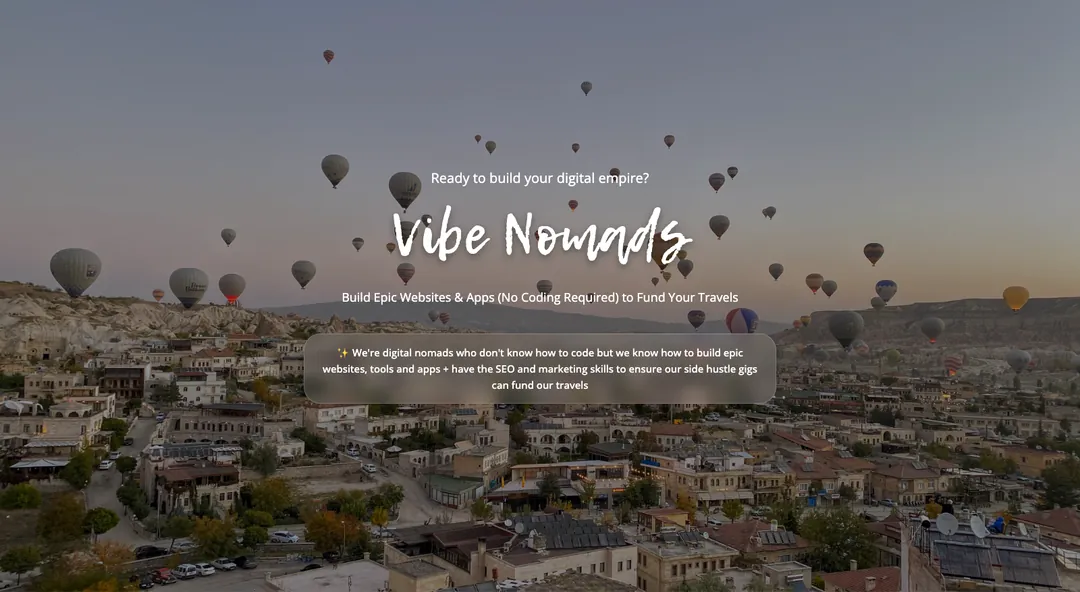 Ready to build your digital empire?
Vibe Nomads
Build Epic Websites & Apps (No Coding Required) to Fund Your Travels
✨ We're digital nomads who don't know how to code but we know how to build epic
websites, tools and apps + have the SEO and marketing skills to ensure our side hustle gigs
can fund our travels